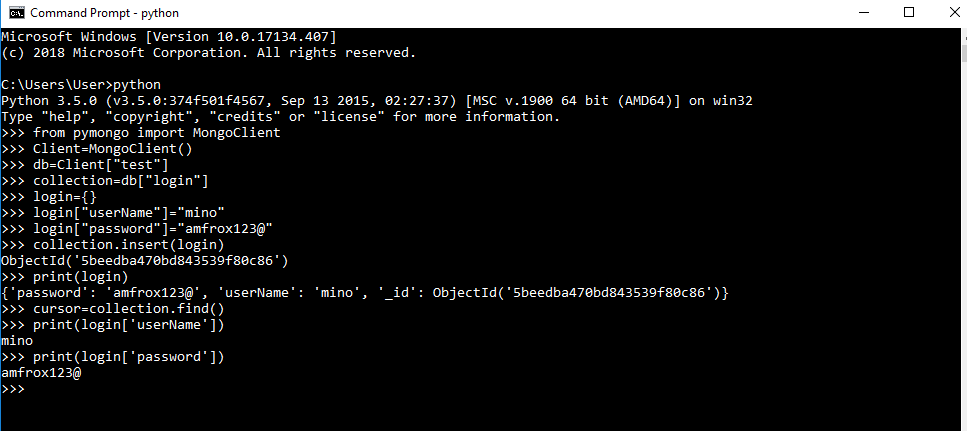 Command Prompt - python
Microsoft Windows [Version 10.0.17134.407]
(c) 2018 Microsoft Corporation. All rights reserved.
C:\Users\User>python
Python 3.5.0 (v3.5.0:374f501f4567, Sep 13 2015, 02:27:37) [MSC v.1900 64 bit (AMD64)] on win32
Type "help", "copyright", "credits" or "license" for more information.
>>> from pymongo import MongoClient
>>> Client=MongoClient()
>>> db=Client["test"]
>>> collection=db["login"]
>>> login={}
>>> login["userName"]="mino"
>>> login["password"]="amfrox123@"
>>> collection.insert(login)
ObjectId('5beedba470bd843539f80c86')
>>> print(login)
{'password': 'amfrox123@', 'userName': 'mino', '_id': ObjectId('5beedba470bd843539f80c86')}
>>> cursor=collection.find()
>>> print(login['userName'])
mino
>>> print(login['password'])
amfrox123@
>>>